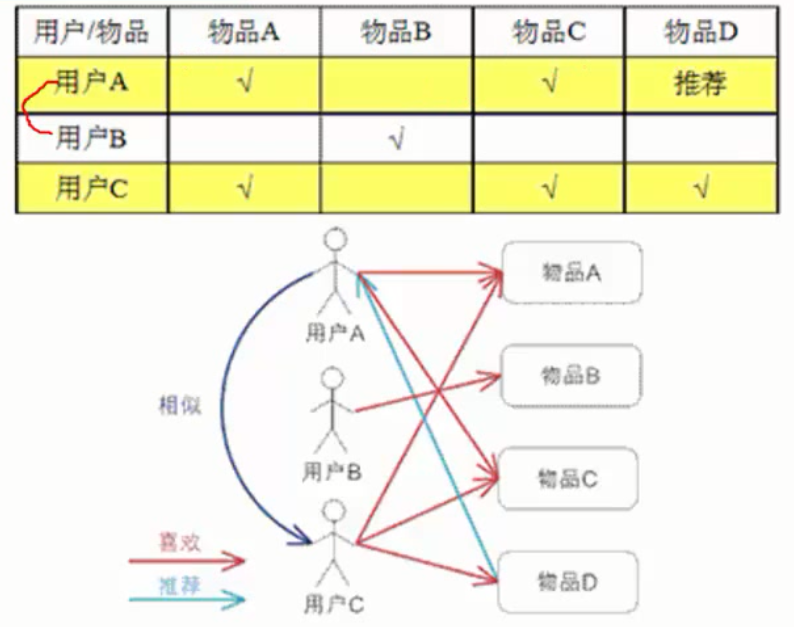 用户/物品 物品A 物品B 物品C 物品D
用户A √ √ 推荐
用户B √
用户C √ √ √
物品A
用户A
物品B
相似
用户B
物品C
喜欢
推荐
用户C
物品D